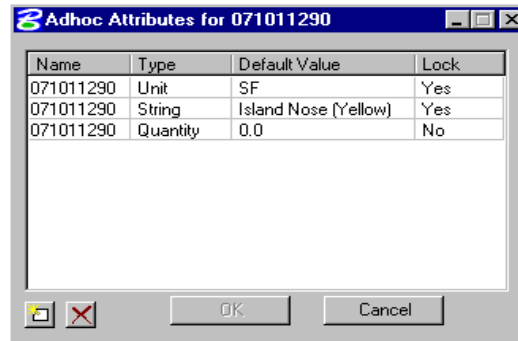 Adhoc Attributes for 071011290
Name Type Default Value Lock
071011290 Unit SF Yes
071011290 String Island Nose (Yellow) Yes
071011290 Quantity 0.0 No
OK Cancel